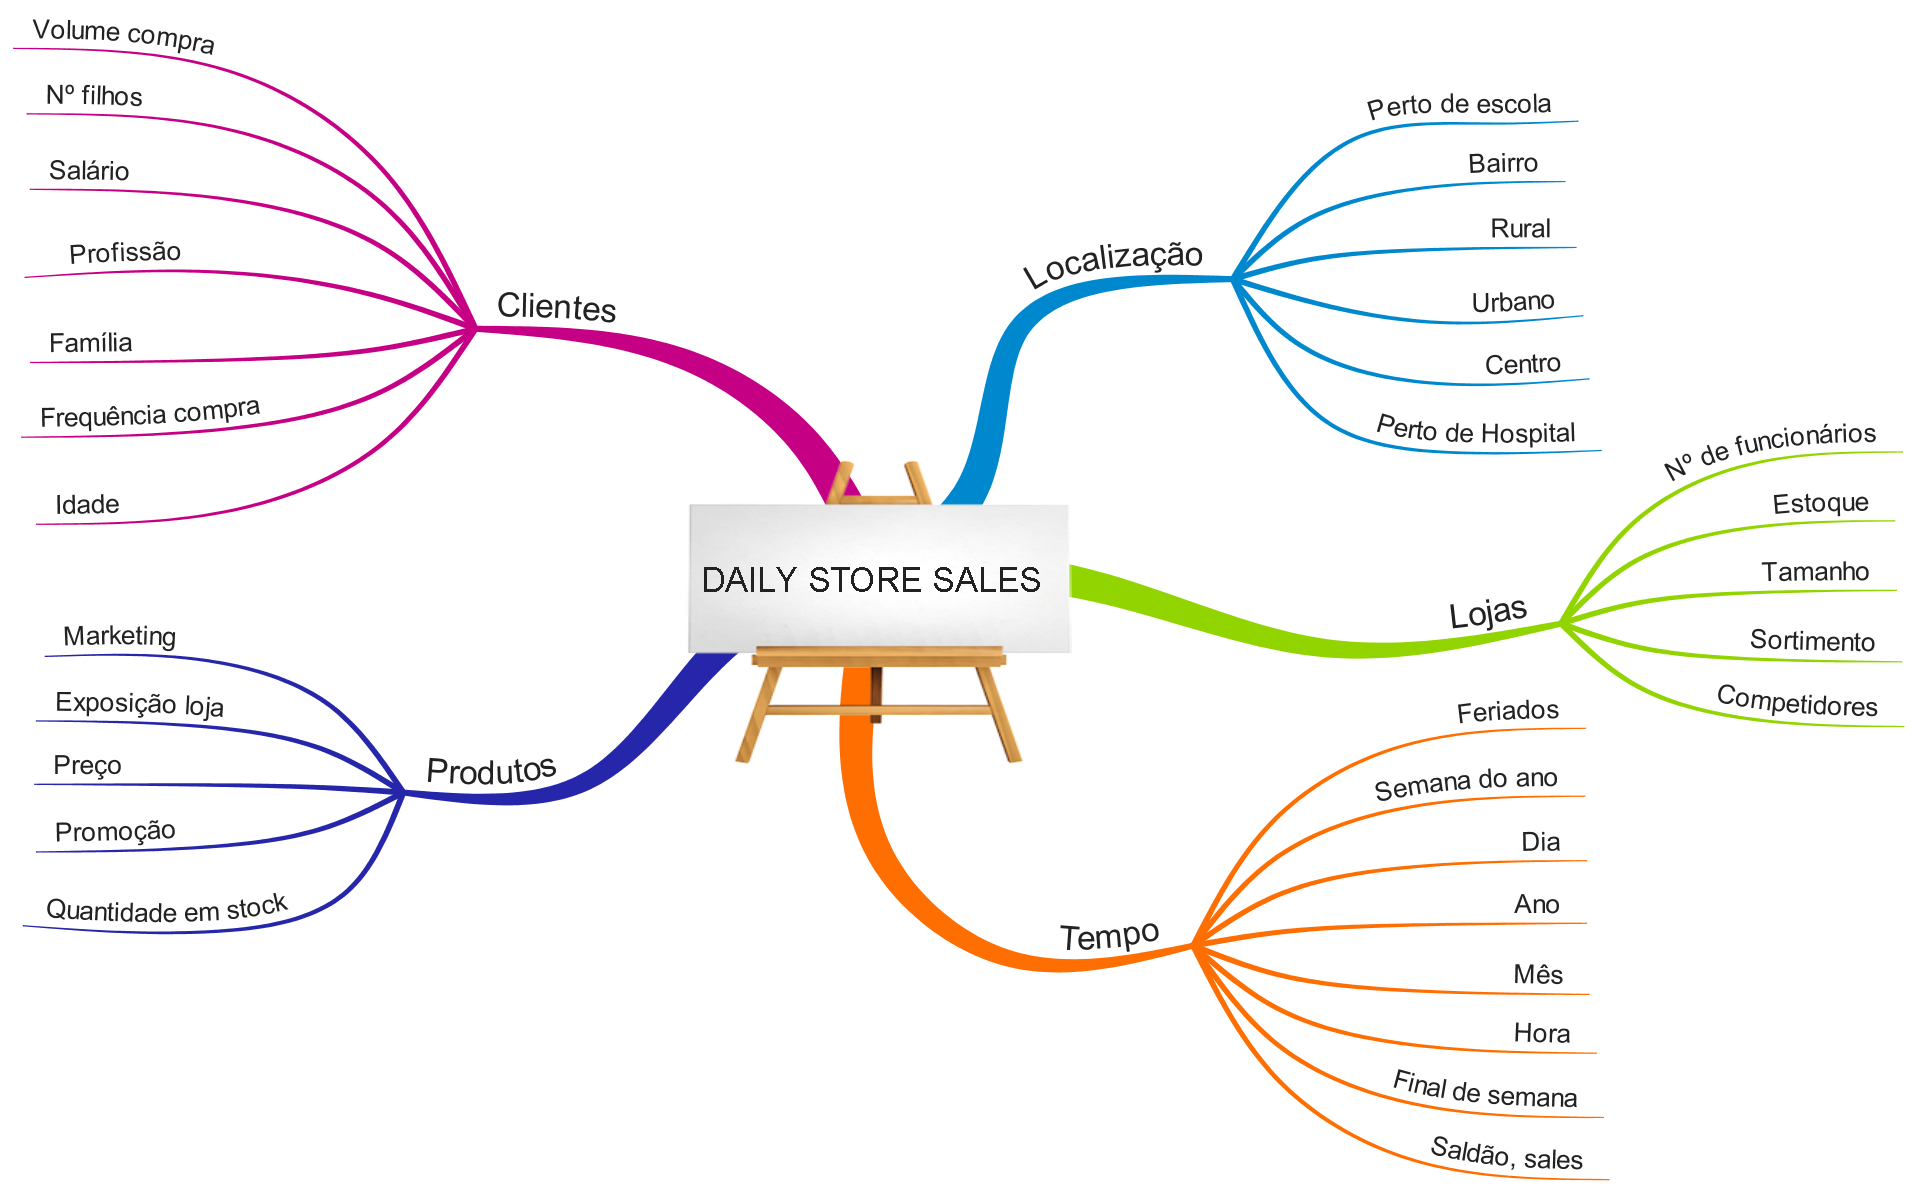 DAILY STORE SALES
Clientes
Volume compra
Nº filhos
Salário
Profissão
Família
Frequência compra
Idade
Produtos
Marketing
Exposição loja
Preço
Promoção
Quantidade em stock
Localização
Perto de escola
Bairro
Rural
Urbano
Centro
Perto de Hospital
Lojas
Nº de funcionários
Estoque
Tamanho
Sortimento
Competidores
Tempo
Feriados
Semana do ano
Dia
Ano
Mês
Hora
Final de semana
Saldão, sales